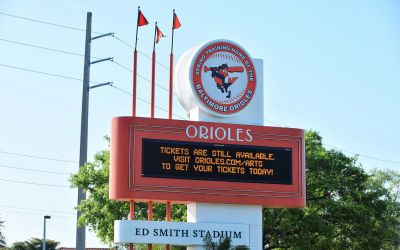 SPRING TRAINING HOME OF THE
BALTIMORE ORIOLES
ORIOLES
TICKETS ARE STILL AVAILABLE.
VISIT ORIOLES.COM/ARTS
TO GET YOUR TICKETS TODAY!
ED SMITH STADIUM